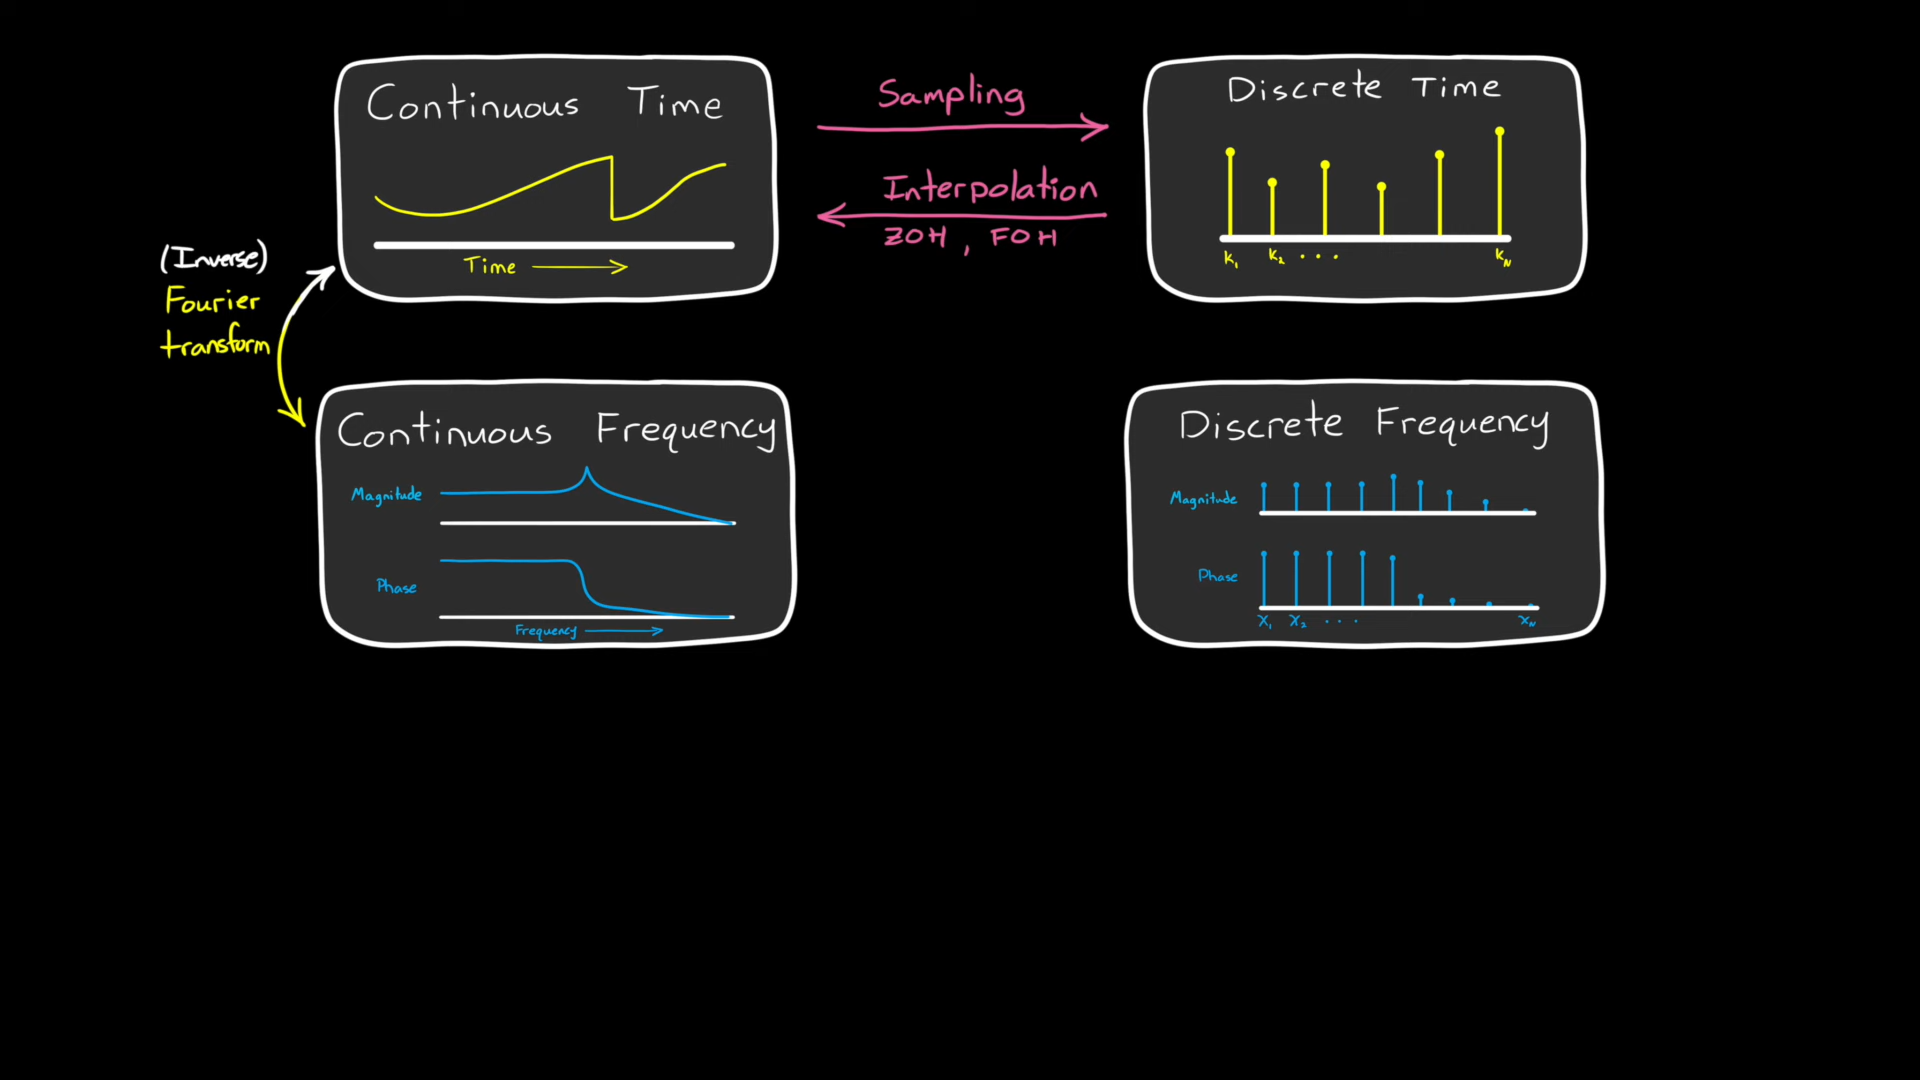 Continuous Time
Time
Sampling
Interpolation
ZOH, FOH
Discrete Time
K₁ K₂ ... Kₙ
(Inverse)
Fourier
transform
Continuous Frequency
Magnitude
Phase
Frequency
Discrete Frequency
Magnitude
Phase
X₁ X₂ ... Xₙ